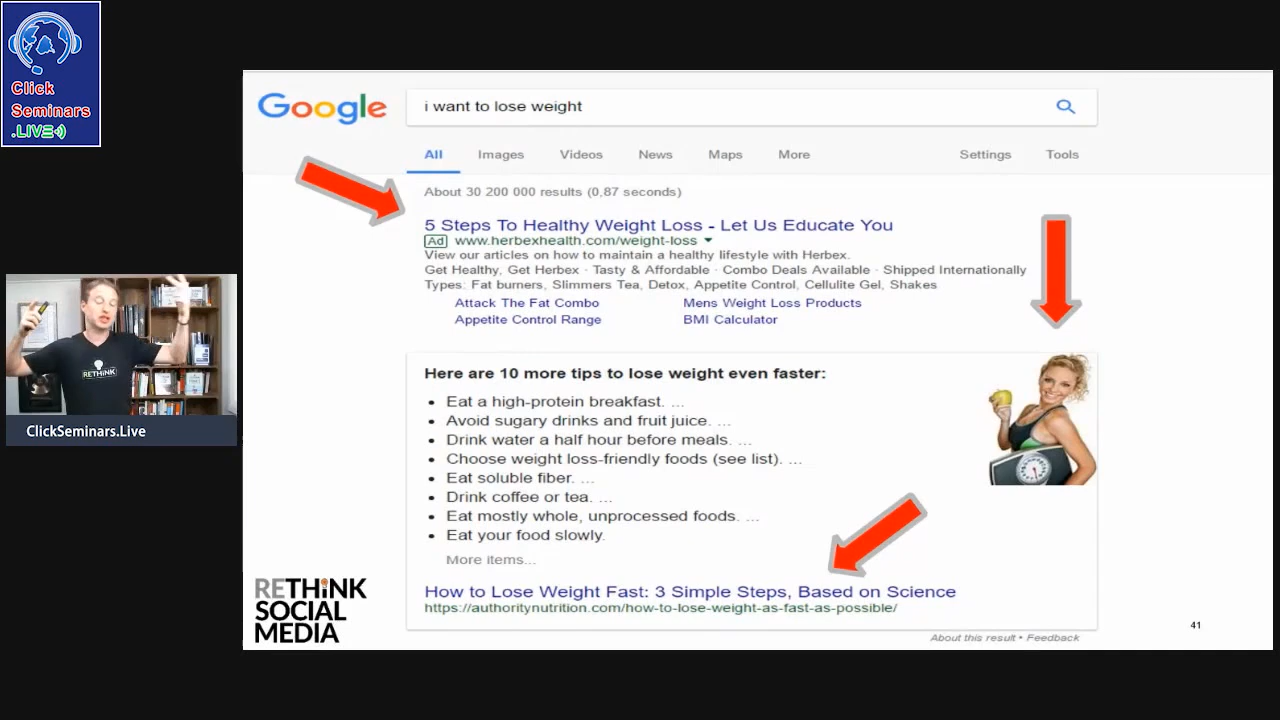 Click
Seminars
.LIVE
Google
i want to lose weight
All Images Videos News Maps More Settings Tools
About 30 200 000 results (0,87 seconds)
5 Steps To Healthy Weight Loss - Let Us Educate You
Ad www.herbexhealth.com/weight-loss
View our articles on how to maintain a healthy lifestyle with Herbex.
Get Healthy, Get Herbex · Tasty & Affordable · Combo Deals Available · Shipped Internationally
Types: Fat burners, Slimmers Tea, Detox, Appetite Control, Cellulite Gel, Shakes
Attack The Fat Combo Mens Weight Loss Products
Appetite Control Range BMI Calculator
RETHINK
ClickSeminars.Live
Here are 10 more tips to lose weight even faster:
• Eat a high-protein breakfast. ...
• Avoid sugary drinks and fruit juice. ...
• Drink water a half hour before meals. ...
• Choose weight loss-friendly foods (see list). ...
• Eat soluble fiber. ...
• Drink coffee or tea. ...
• Eat mostly whole, unprocessed foods. ...
• Eat your food slowly.
More items...
How to Lose Weight Fast: 3 Simple Steps, Based on Science
https://authoritynutrition.com/how-to-lose-weight-as-fast-as-possible/
About this result • Feedback
RETHINK
SOCIAL
MEDIA
41